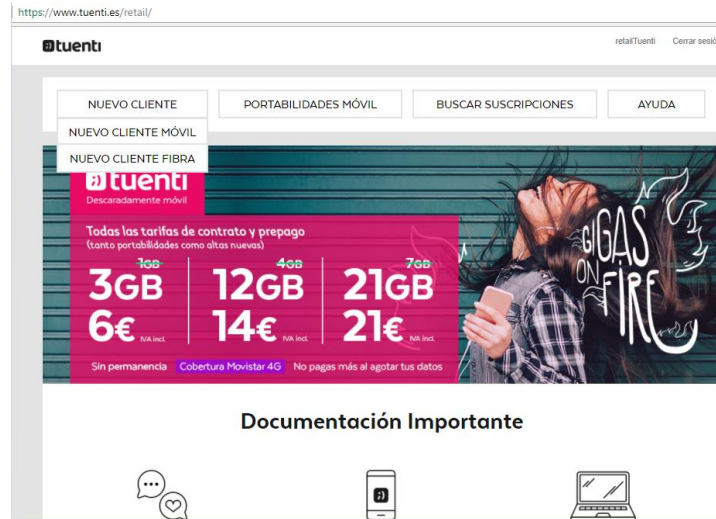 https://www.tuenti.es/retail/
tuenti
retailTuenti Cerrar sesió
NUEVO CLIENTE PORTABILIDADES MÓVIL BUSCAR SUSCRIPCIONES AYUDA
NUEVO CLIENTE MÓVIL
NUEVO CLIENTE FIBRA
tuenti
Descaradamente móvil
Todas las tarifas de contrato y prepago
(tanto portabilidades como altas nuevas)
1GB 4GB 7GB
3GB 12GB 21GB
6€ IVA incl. 14€ IVA incl. 21€ IVA incl.
Sin permanencia Cobertura Movistar 4G No pagas más al agotar tus datos
GIGAS
ON
FIRE
Documentación Importante